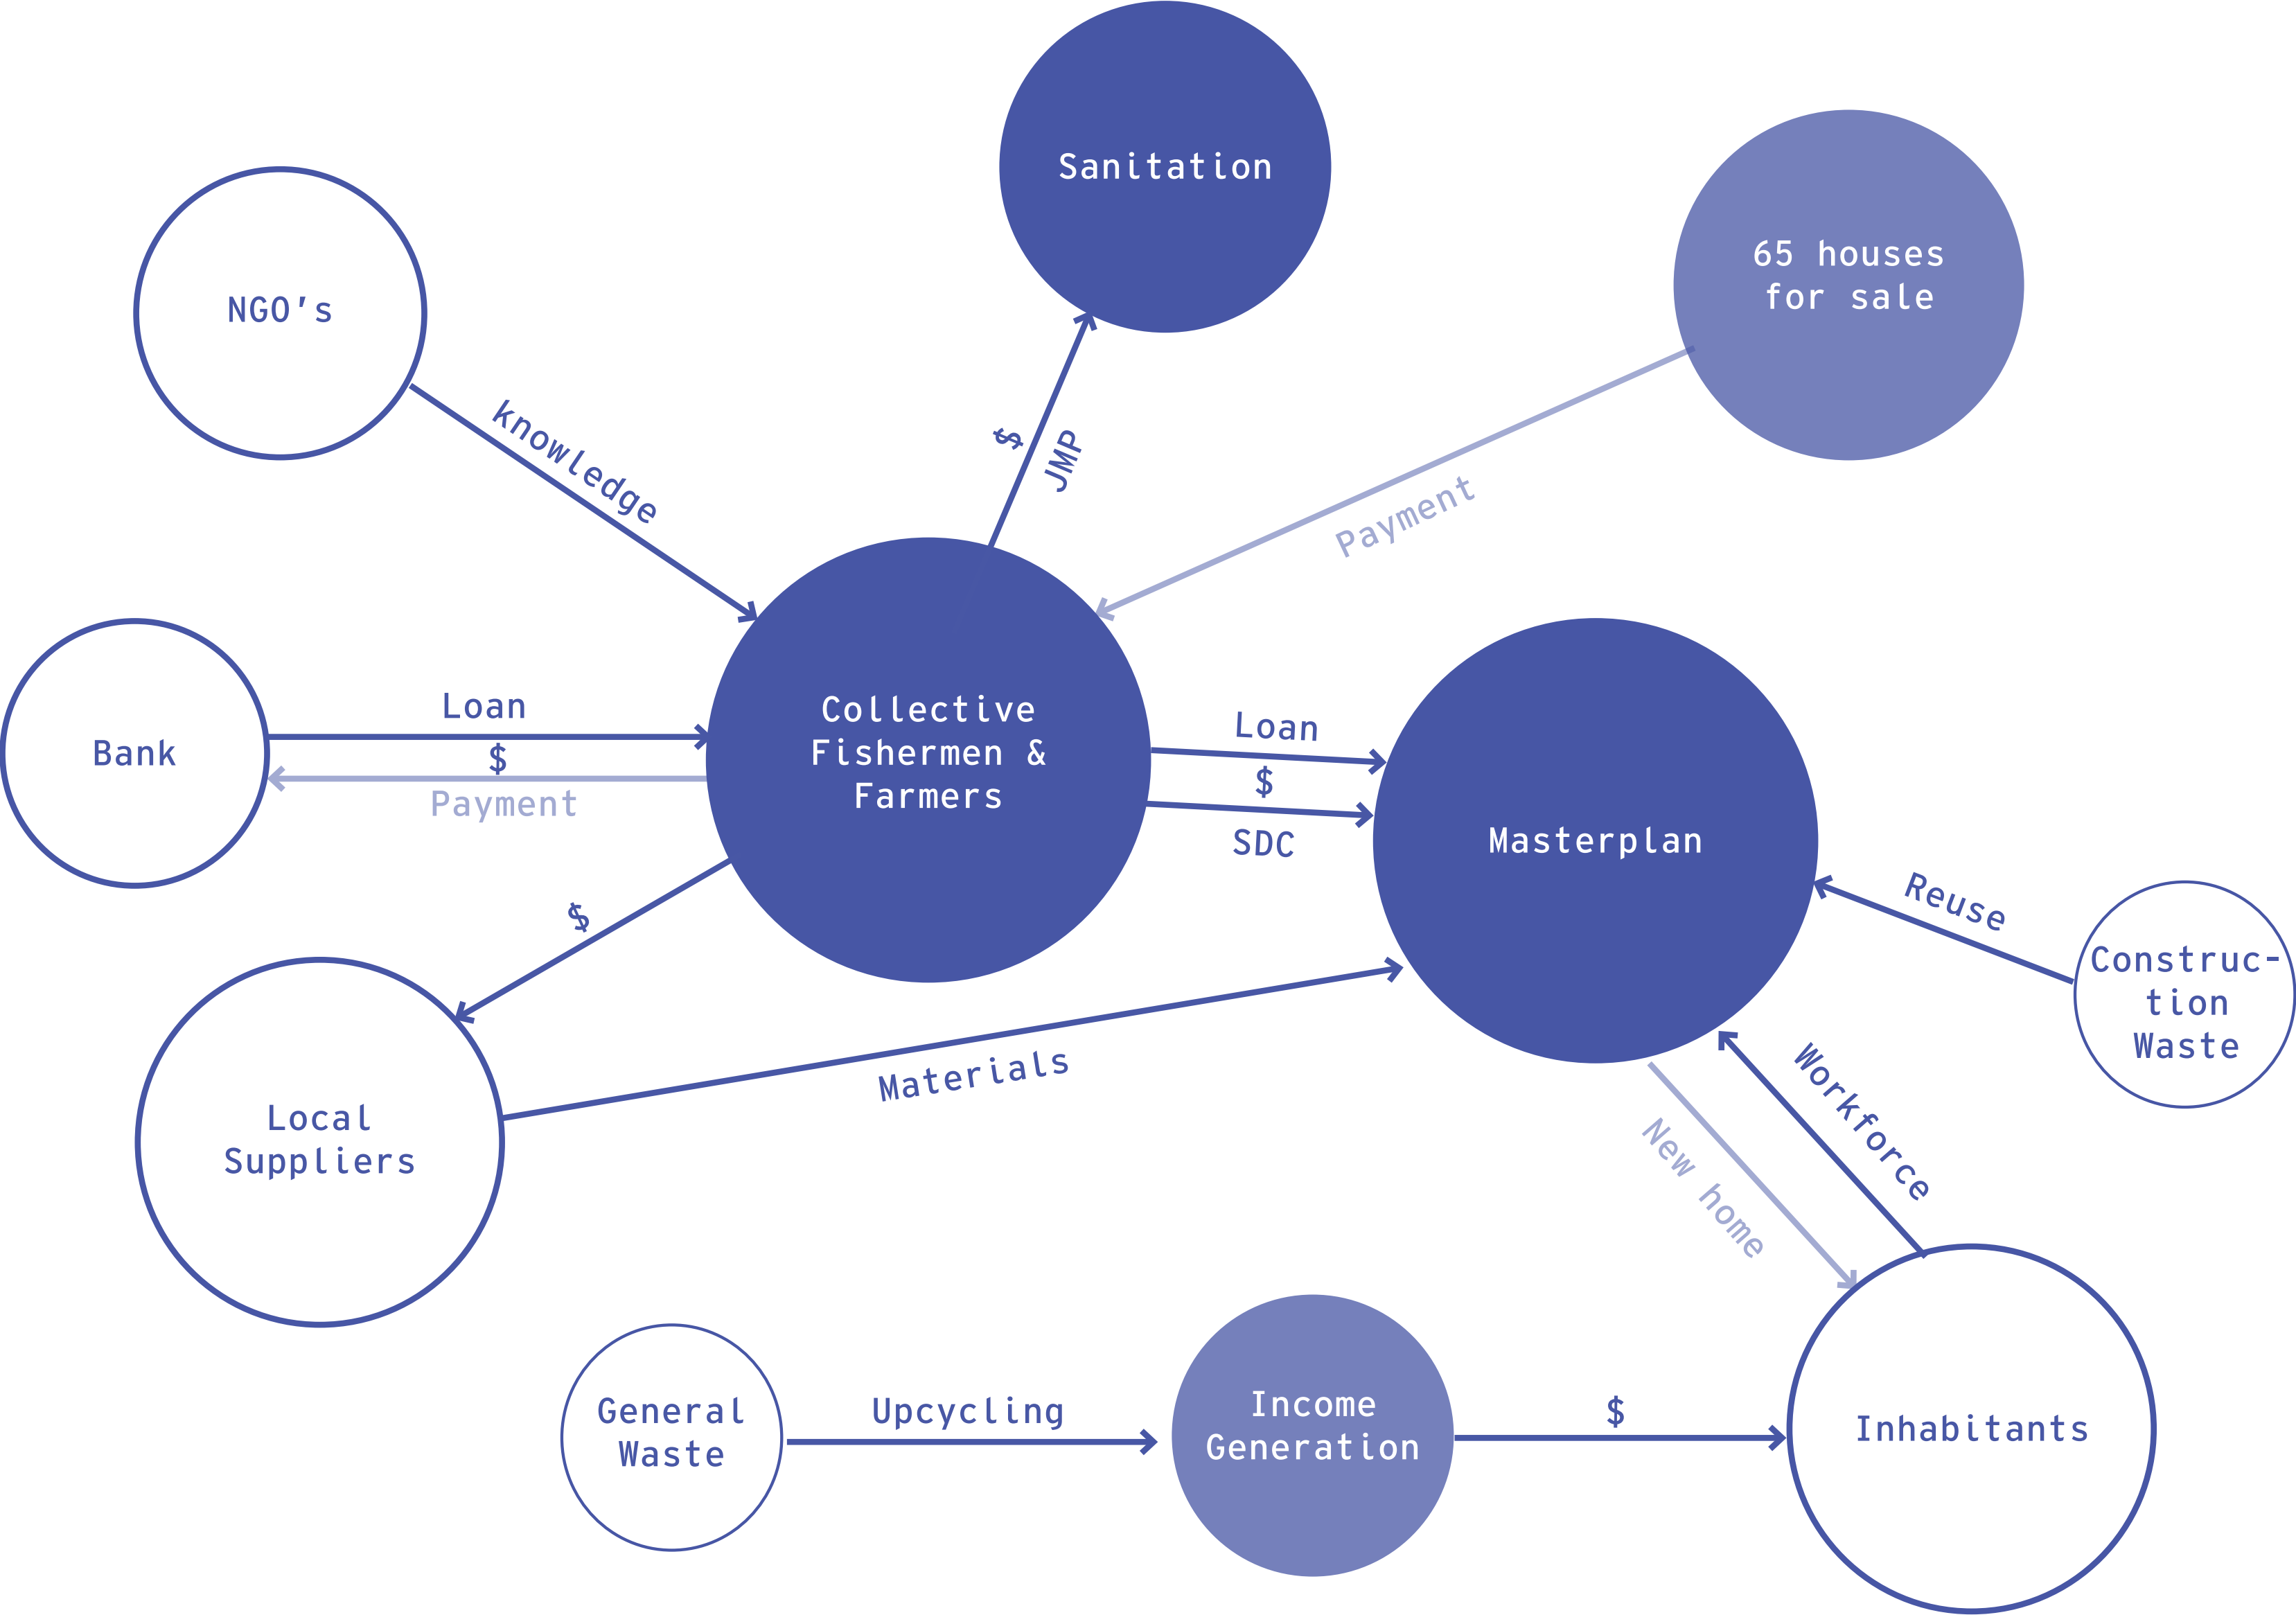 Sanitation
65 houses
for sale
NGO's
knowledge
$
JMP
Payment
Bank
Loan
$
Payment
Collective
Fishermen &
Farmers
Loan
$
SDC
Masterplan
Reuse
Construc-
tion
Waste
$
Materials
Local
Suppliers
Workforce
New home
General
Waste
Upcycling
Income
Generation
$
Inhabitants